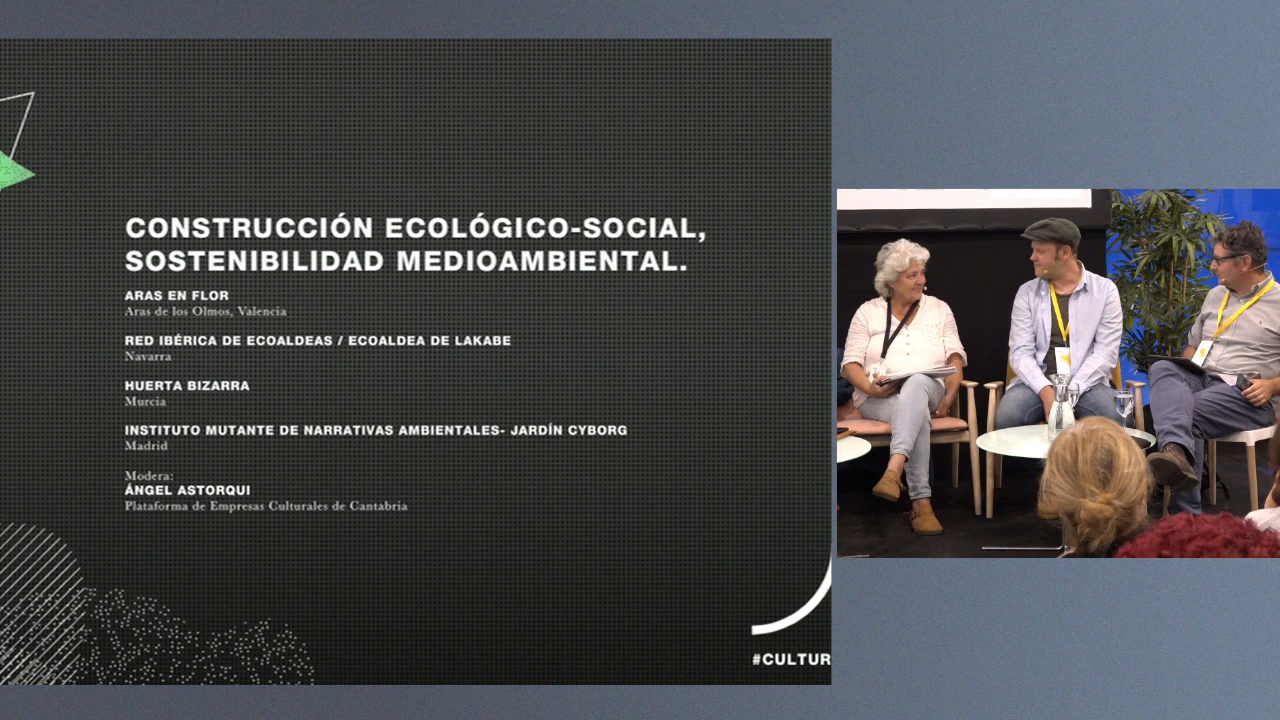 CONSTRUCCIÓN ECOLÓGICO-SOCIAL,
SOSTENIBILIDAD MEDIOAMBIENTAL.
ARAS EN FLOR
Aras de los Olmos, Valencia
RED IBÉRICA DE ECOALDEAS / ECOALDEA DE LAKABE
Navarra
HUERTA BIZARRA
Murcia
INSTITUTO MUTANTE DE NARRATIVAS AMBIENTALES- JARDÍN CYBORG
Madrid
Modera:
ÁNGEL ASTORQUI
Plataforma de Empresas Culturales de Cantabria
#CULTUR